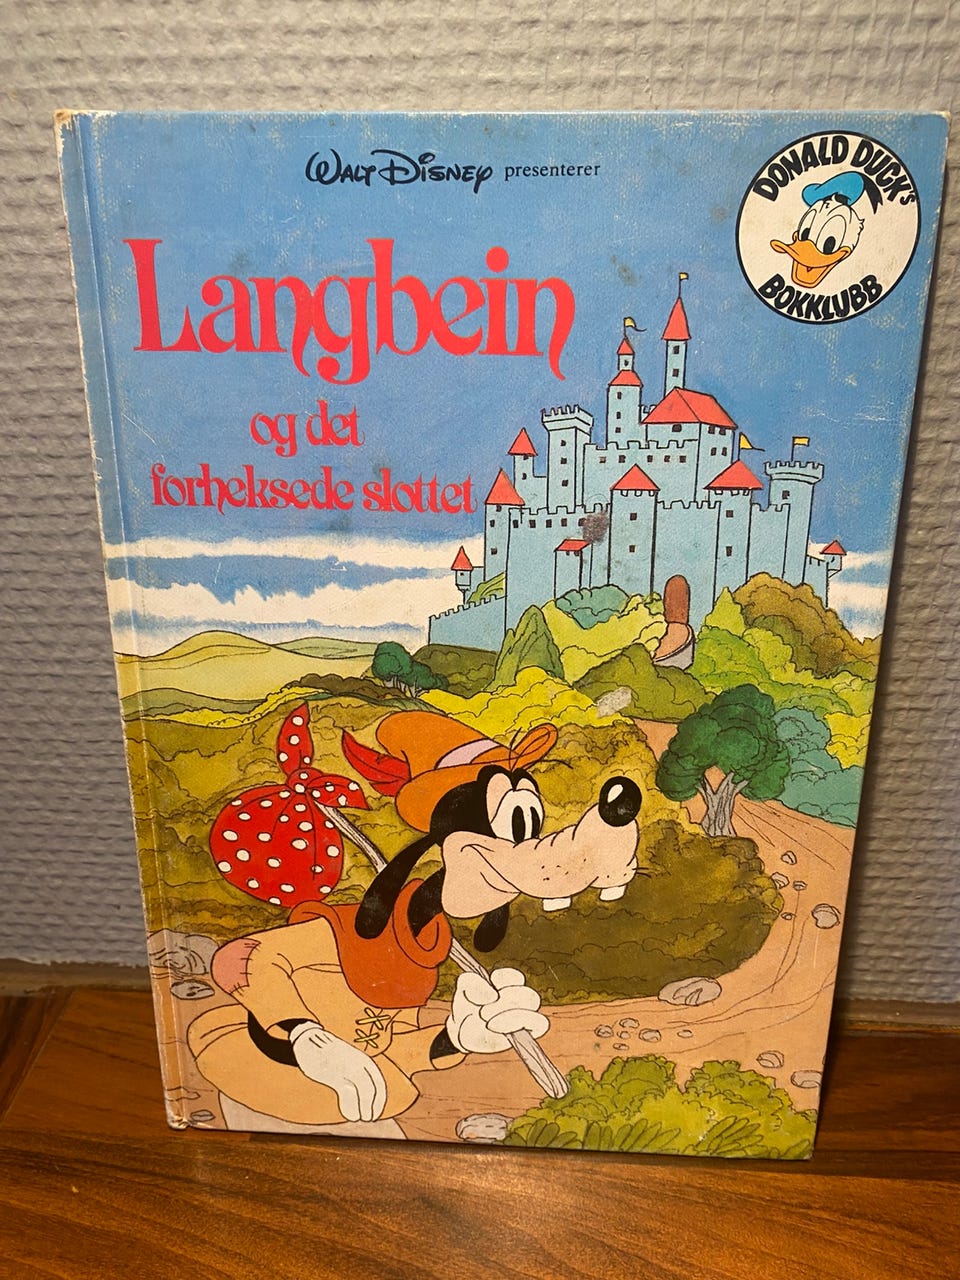 WALT DISNEY presenterer
DONALD DUCK's
BOKKLUBB
Langbein
og det
forheksede slottet